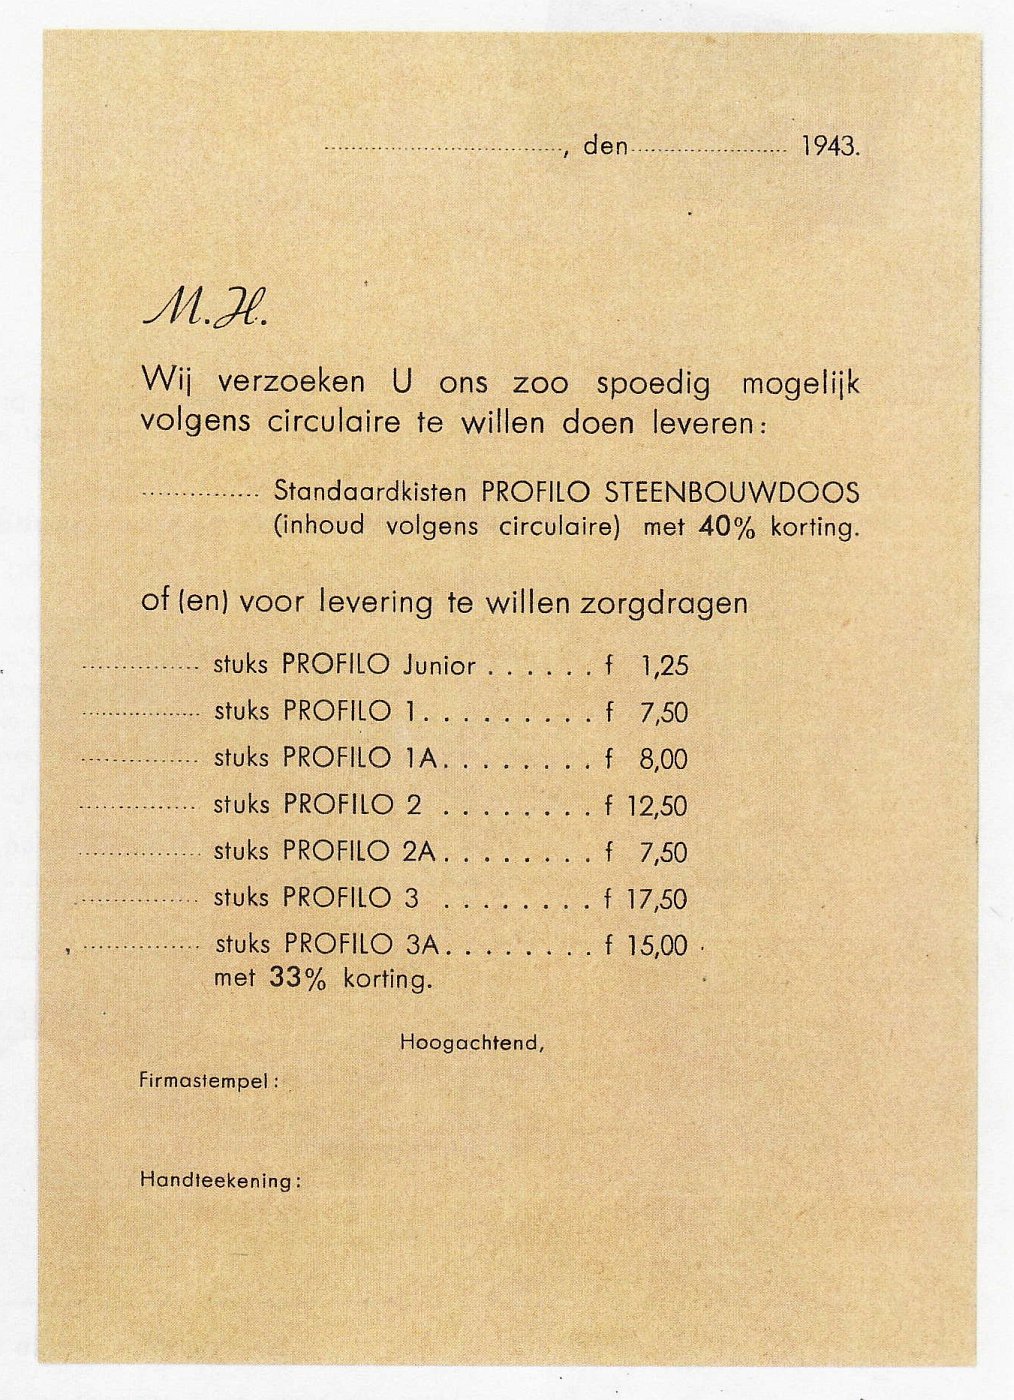 ..............................., den.................... 1943.
M.H.
Wij verzoeken U ons zoo spoedig mogelijk
volgens circulaire te willen doen leveren:
............... Standaardkisten PROFILO STEENBOUWDOOS
(inhoud volgens circulaire) met 40% korting.
of (en) voor levering te willen zorgdragen
............... stuks PROFILO Junior . . . . . . f 1,25
............... stuks PROFILO 1. . . . . . . . . f 7,50
............... stuks PROFILO 1A. . . . . . . . f 8,00
............... stuks PROFILO 2 . . . . . . . . f 12,50
............... stuks PROFILO 2A. . . . . . . . f 7,50
............... stuks PROFILO 3 . . . . . . . . f 17,50
............... stuks PROFILO 3A. . . . . . . . f 15,00
met 33% korting.
Hoogachtend,
Firmastempel:
Handteekening: